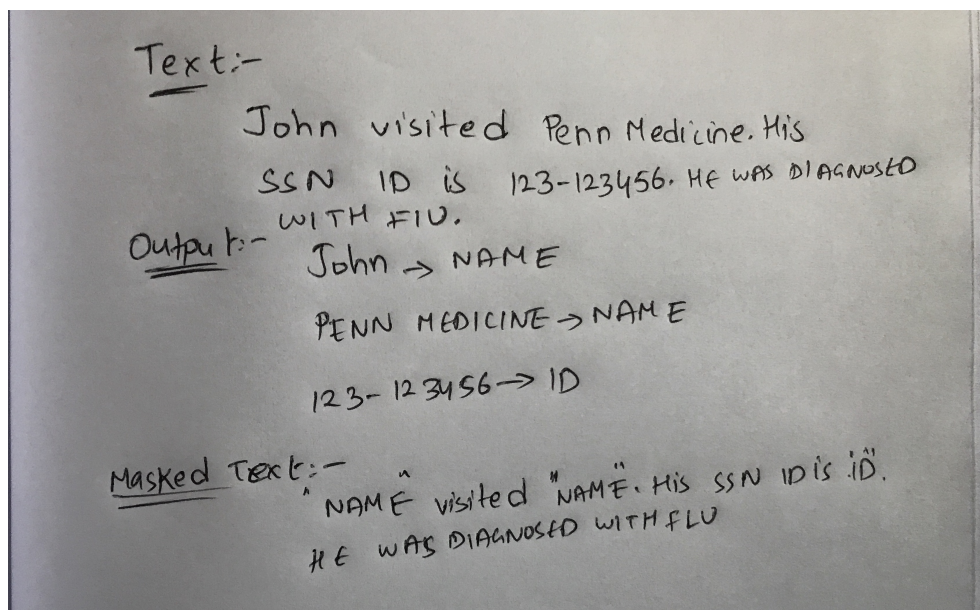 Text:-
John visited Penn Medicine. His
SSN ID is 123-123456. HE WAS DIAGNOSED
WITH FlU.
Output:-
John → NAME
PENN MEDICINE → NAME
123-123456 → ID
Masked Text:-
"NAME" visited "NAME". His SSN ID is "iD".
HE WAS DIAGNOSED WITH FLU